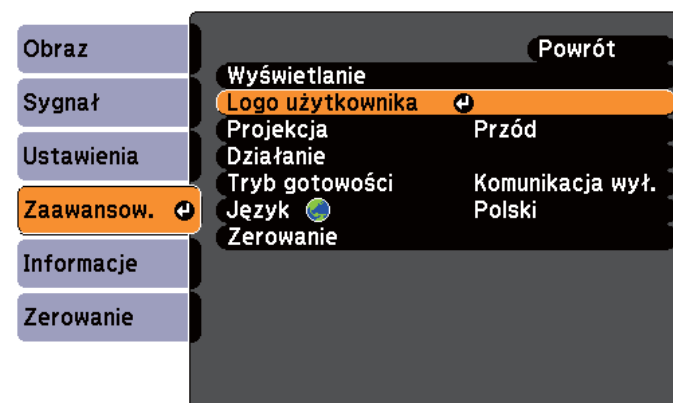 Obraz
Sygnał
Ustawienia
Zaawansow.
Informacje
Zerowanie
Powrót
Wyświetlanie
Logo użytkownika
Projekcja Przód
Działanie
Tryb gotowości Komunikacja wył.
Język Polski
Zerowanie